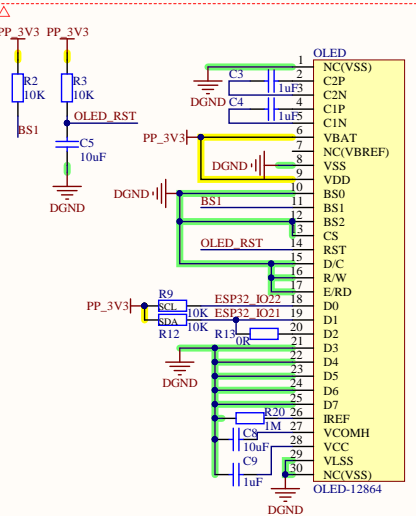 PP_3V3 PP_3V3
R2 10K
R3 10K
BS1
OLED_RST
C5
10uF
DGND
OLED
1 NC(VSS)
C3 2 C2P
DGND 1uF 3 C2N
C4 4 C1P
1uF 5 C1N
PP_3V3 6 VBAT
7 NC(VBREF)
DGND 8 VSS
9 VDD
DGND 10 BS0
BS1 11 BS1
12 BS2
13 CS
OLED_RST 14 RST
15 D/C
16 R/W
17 E/RD
R9
PP_3V3 SCL 10K ESP32_IO22 18 D0
SDA 10K ESP32_IO21 19 D1
R12 R13 0R 20 D2
21 D3
22 D4
DGND 23 D5
24 D6
25 D7
R20 1M 26 IREF
C8 10uF 27 VCOMH
28 VCC
C9 1uF 29 VLSS
30 NC(VSS)
OLED-12864
DGND